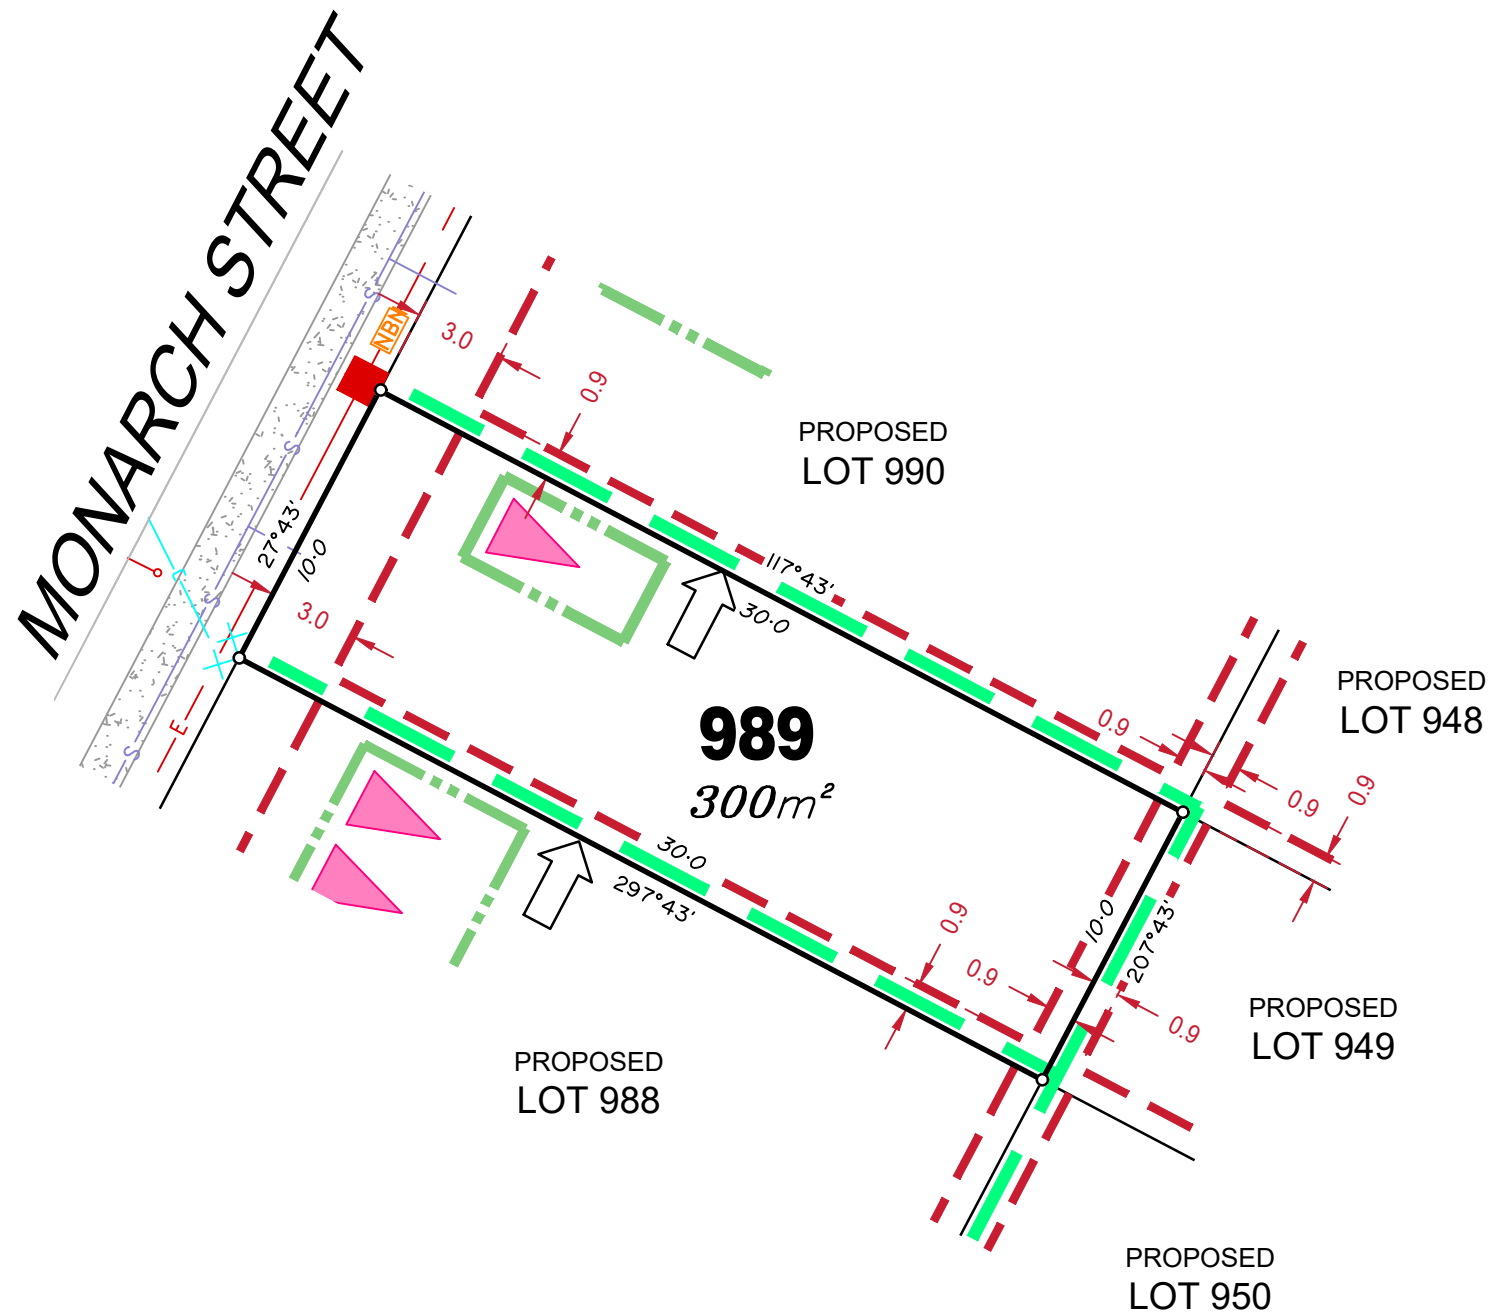 MONARCH STREET
S
NBN
3.0
0.9
PROPOSED
LOT 990
S
27°43'
10·0
117°43'
30·0
S
3.0
E
S
989
300m²
30·0
297°43'
0.9
PROPOSED
LOT 948
0.9
0.9
0.9
0.9
10·0
207°43'
0.9
PROPOSED
LOT 949
PROPOSED
LOT 988
PROPOSED
LOT 950